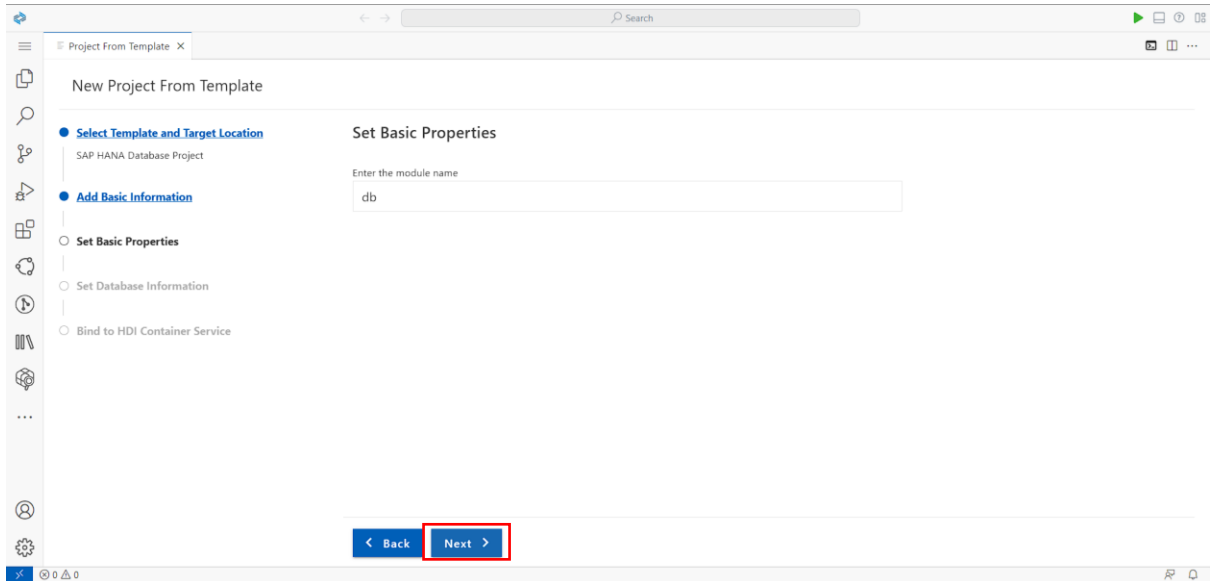 Search
Project From Template
New Project From Template
Select Template and Target Location
SAP HANA Database Project
Add Basic Information
Set Basic Properties
Set Database Information
Bind to HDI Container Service
Set Basic Properties
Enter the module name
db
Back
Next
0 0